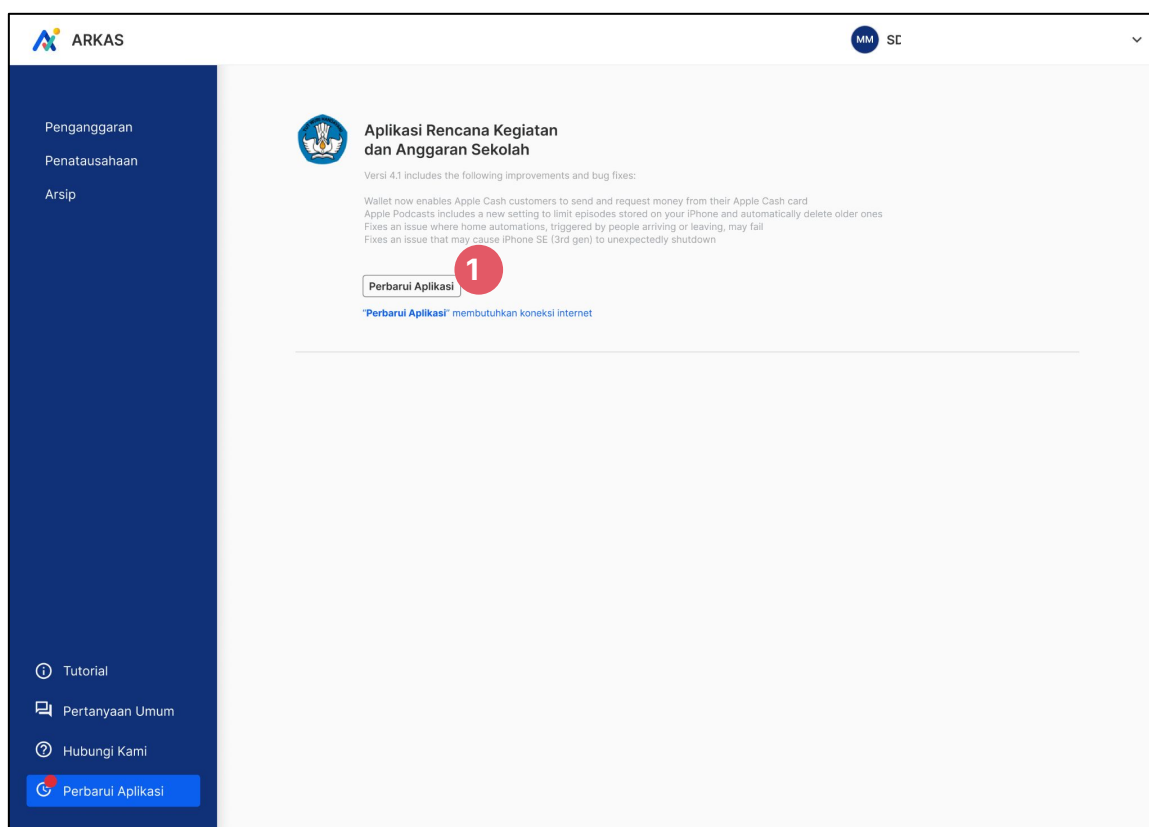 ARKAS
MM SD
Penganggaran
Penatausahaan
Arsip
Aplikasi Rencana Kegiatan
dan Anggaran Sekolah
Versi 4.1 includes the following improvements and bug fixes:
Wallet now enables Apple Cash customers to send and request money from their Apple Cash card
Apple Podcasts includes a new setting to limit episodes stored on your iPhone and automatically delete older ones
Fixes an issue where home automations, triggered by people arriving or leaving, may fail
Fixes an issue that may cause iPhone SE (3rd gen) to unexpectedly shutdown
1
Perbarui Aplikasi
"Perbarui Aplikasi" membutuhkan koneksi internet
Tutorial
Pertanyaan Umum
Hubungi Kami
Perbarui Aplikasi